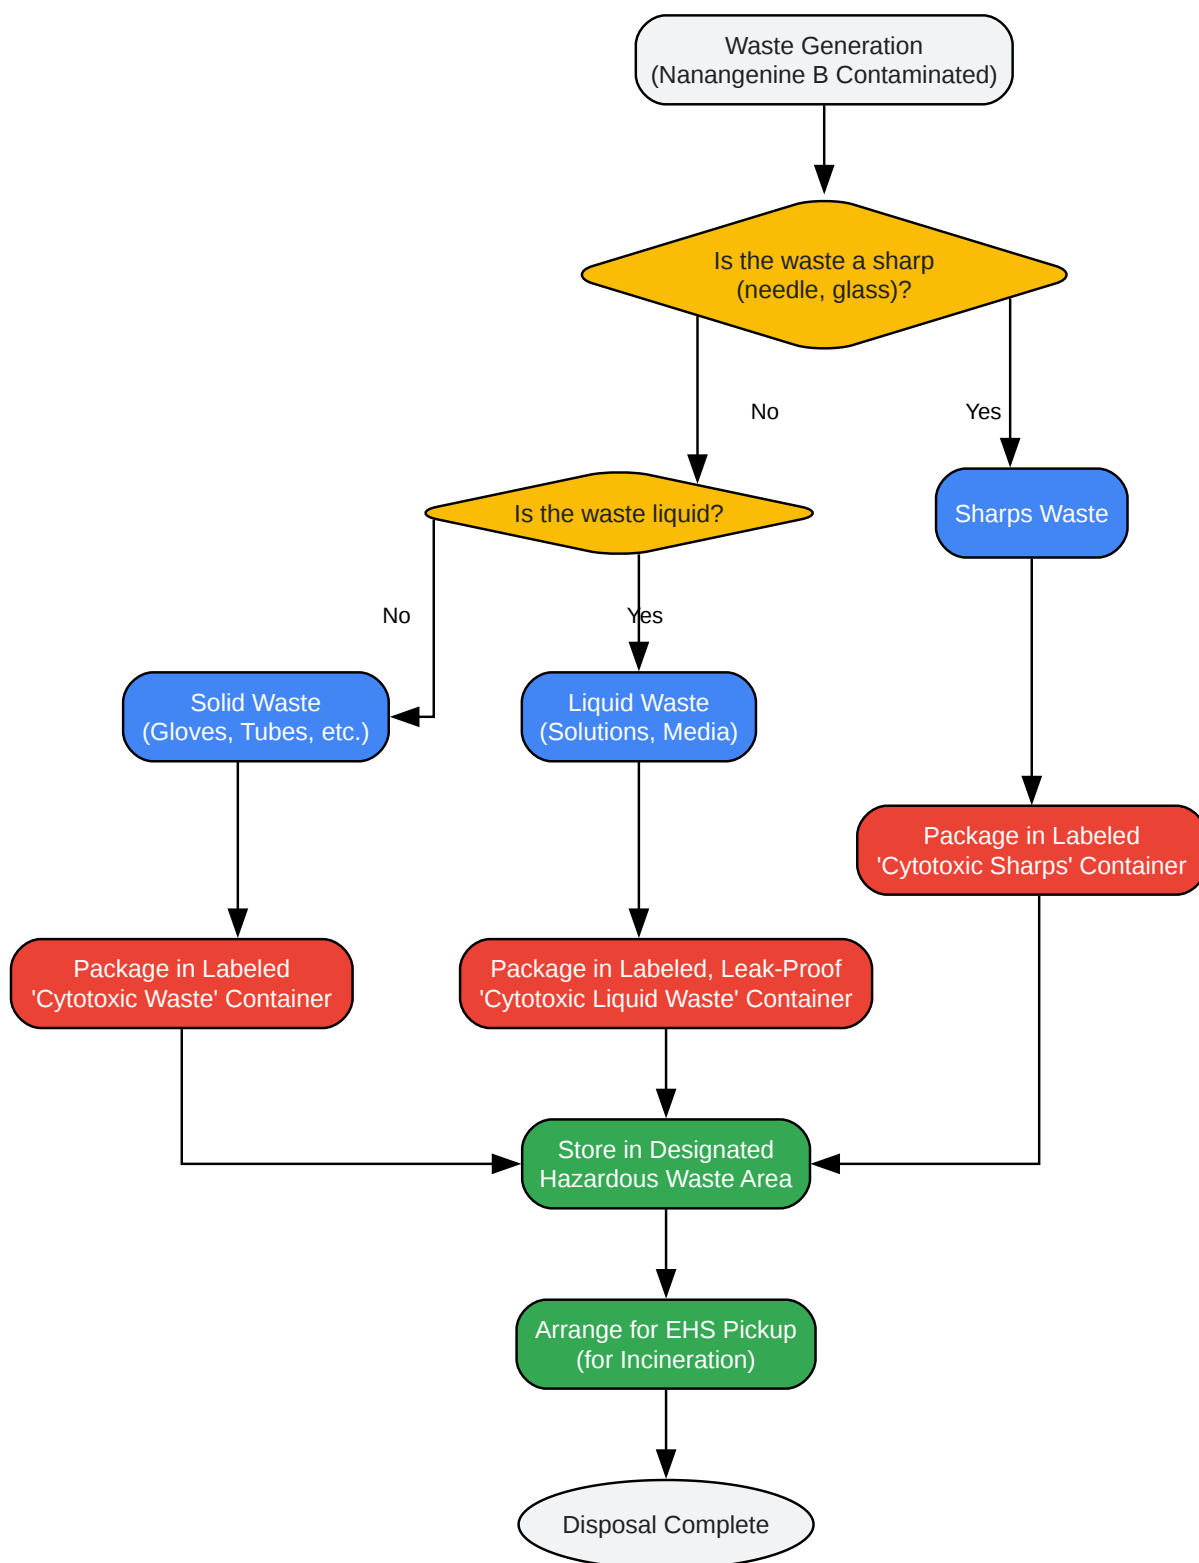 Waste Generation
(Nanangenine B Contaminated)
Is the waste a sharp
(needle, glass)?
No
Yes
Is the waste liquid?
Sharps Waste
No
Yes
Solid Waste
(Gloves, Tubes, etc.)
Liquid Waste
(Solutions, Media)
Package in Labeled
'Cytotoxic Sharps' Container
Package in Labeled
'Cytotoxic Waste' Container
Package in Labeled, Leak-Proof
'Cytotoxic Liquid Waste' Container
Store in Designated
Hazardous Waste Area
Arrange for EHS Pickup
(for Incineration)
Disposal Complete